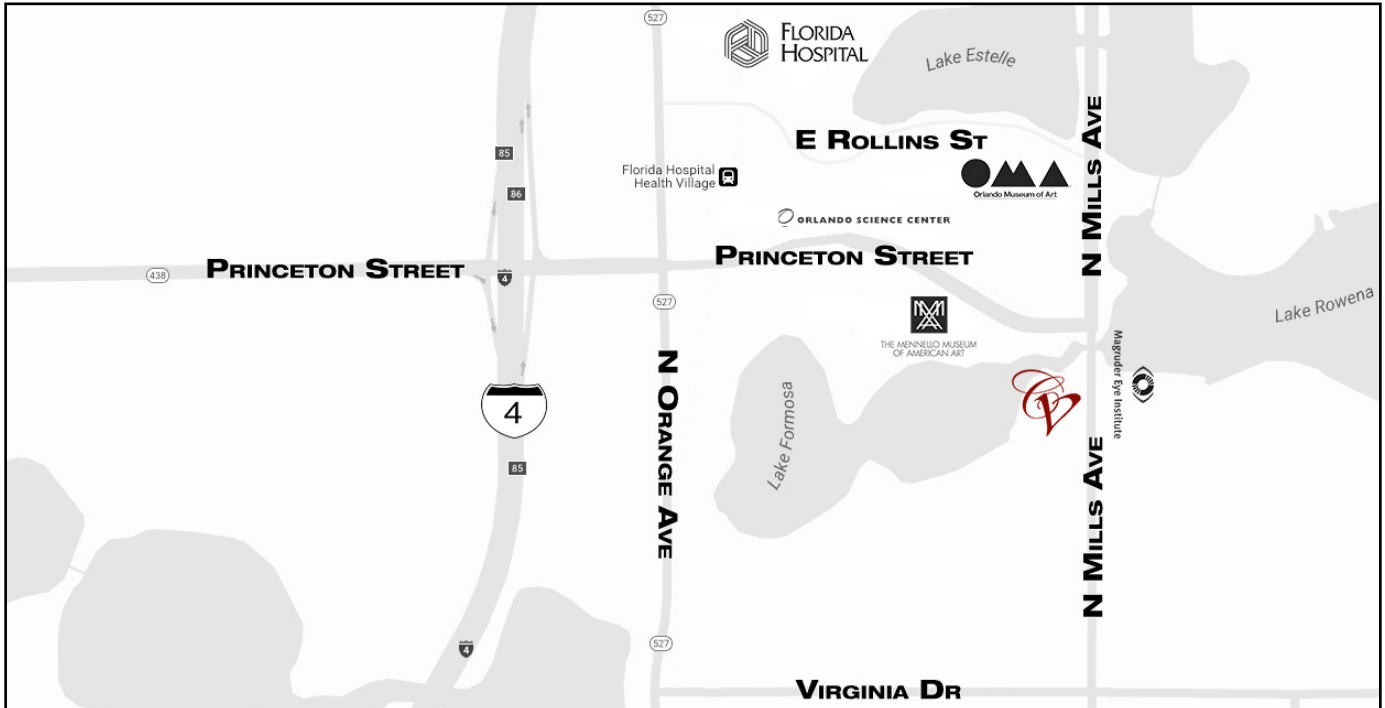 527
FLORIDA
HOSPITAL
Lake Estelle
E ROLLINS ST
N MILLS AVE
85
Florida Hospital
Health Village
86
OMA
Orlando Museum of Art
ORLANDO SCIENCE CENTER
PRINCETON STREET
PRINCETON STREET
438
4
527
Lake Rowena
THE MENNELLO MUSEUM
OF AMERICAN ART
Magruder Eye Institute
N ORANGE AVE
4
Lake Formosa
CV
85
N MILLS AVE
4
527
VIRGINIA DR